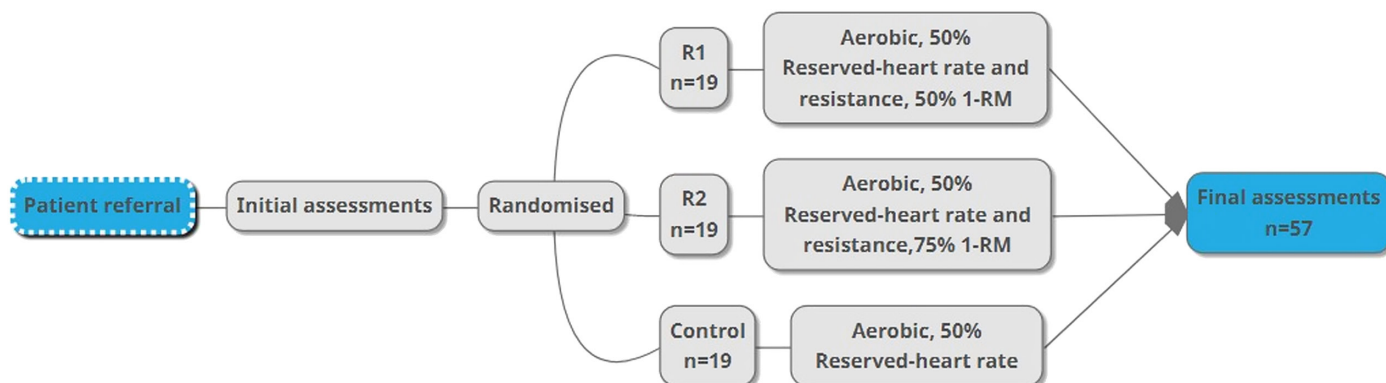 Patient referral
Initial assessments
Randomised
R1
n=19
Aerobic, 50%
Reserved-heart rate and
resistance, 50% 1-RM
R2
n=19
Aerobic, 50%
Reserved-heart rate and
resistance,75% 1-RM
Control
n=19
Aerobic, 50%
Reserved-heart rate
Final assessments
n=57